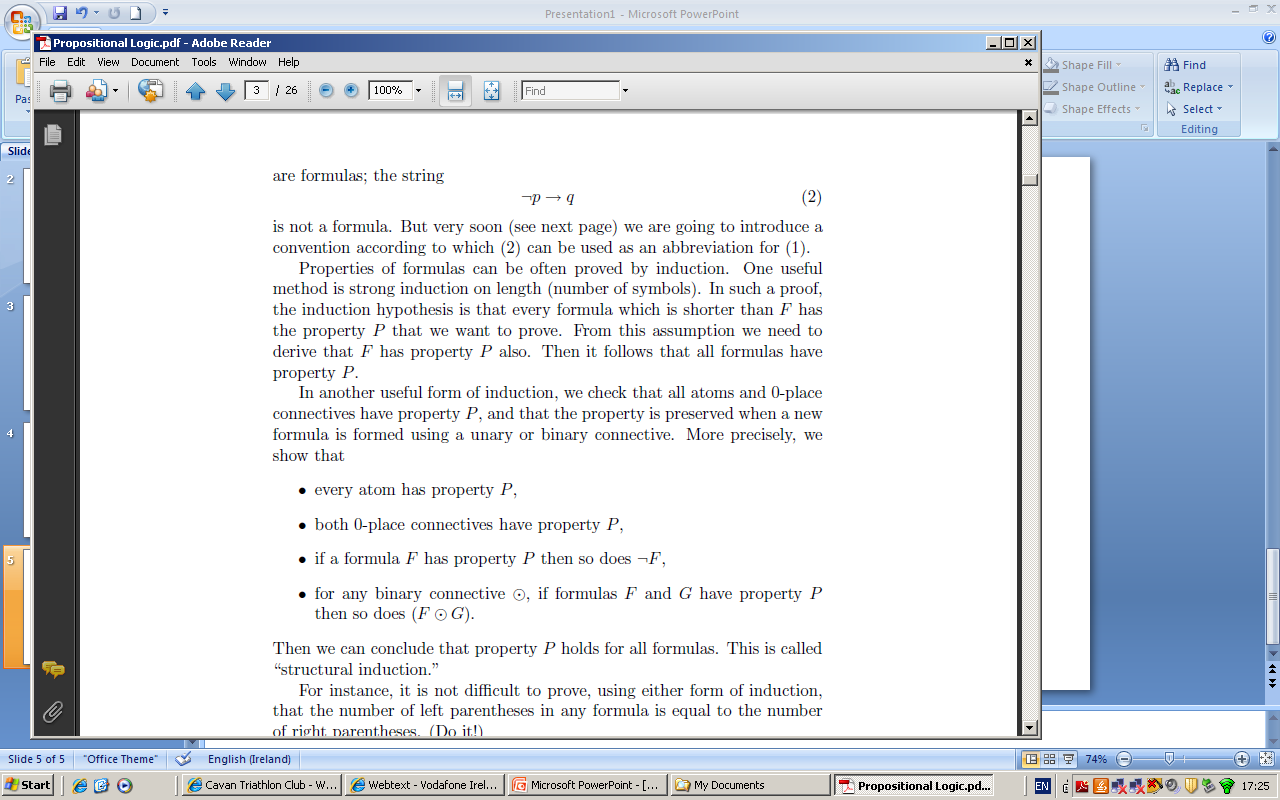 Presentation1 - Microsoft PowerPoint
Propositional Logic.pdf - Adobe Reader
File Edit View Document Tools Window Help
3 / 26 100% Find
Shape Fill
Shape Outline
Shape Effects
Find
Replace
Select
Editing
Pas
Slide
2
3
4
5
are formulas; the string
¬p → q (2)
is not a formula. But very soon (see next page) we are going to introduce a
convention according to which (2) can be used as an abbreviation for (1).
Properties of formulas can be often proved by induction. One useful
method is strong induction on length (number of symbols). In such a proof,
the induction hypothesis is that every formula which is shorter than F has
the property P that we want to prove. From this assumption we need to
derive that F has property P also. Then it follows that all formulas have
property P.
In another useful form of induction, we check that all atoms and 0-place
connectives have property P, and that the property is preserved when a new
formula is formed using a unary or binary connective. More precisely, we
show that
• every atom has property P,
• both 0-place connectives have property P,
• if a formula F has property P then so does ¬F,
• for any binary connective ⊙, if formulas F and G have property P
then so does (F ⊙ G).
Then we can conclude that property P holds for all formulas. This is called
“structural induction.”
For instance, it is not difficult to prove, using either form of induction,
that the number of left parentheses in any formula is equal to the number
of right parentheses. (Do it!)
Slide 5 of 5 "Office Theme" English (Ireland) 74%
Start Cavan Triathlon Club - W... Webtext - Vodafone Irel... Microsoft PowerPoint - [... My Documents Propositional Logic.pd... EN 17:25